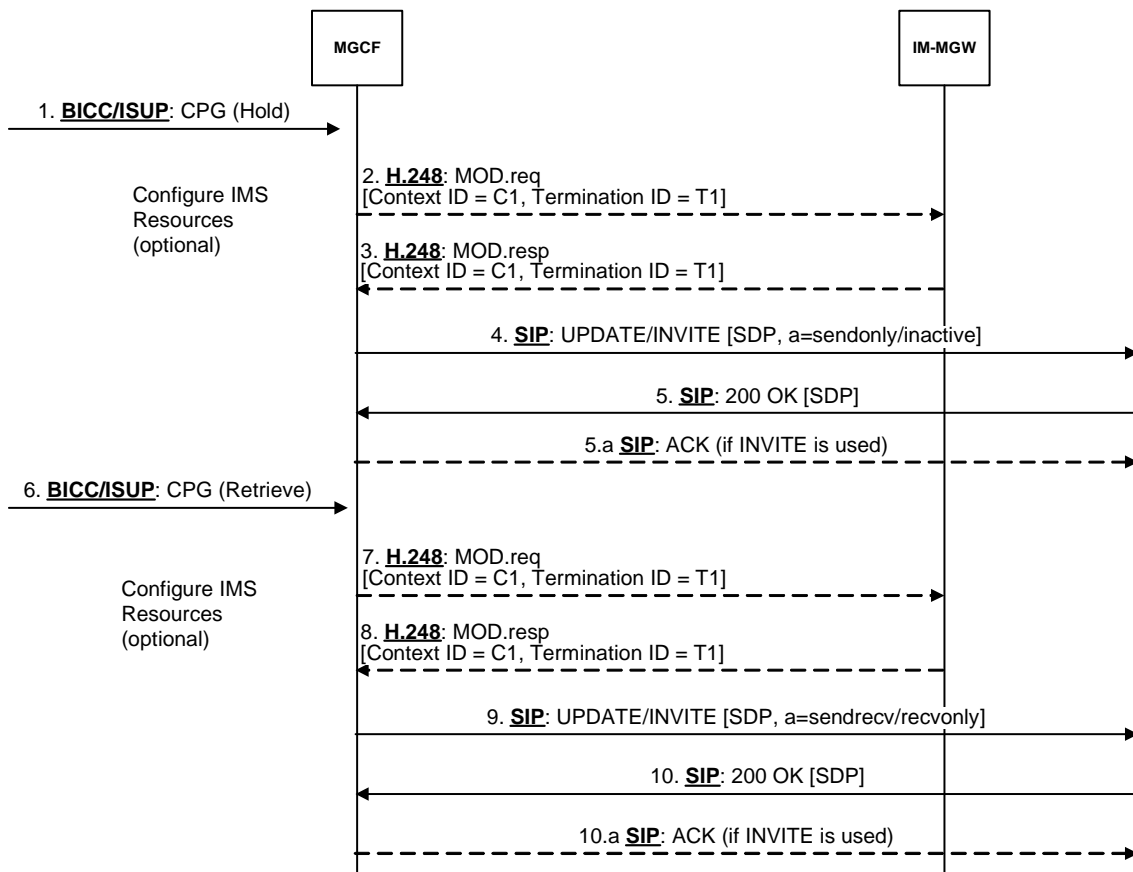 MGCF
IM-MGW
1. BICC/ISUP: CPG (Hold)
Configure IMS
Resources
(optional)
2. H.248: MOD.req
[Context ID = C1, Termination ID = T1]
3. H.248: MOD.resp
[Context ID = C1, Termination ID = T1]
4. SIP: UPDATE/INVITE [SDP, a=sendonly/inactive]
5. SIP: 200 OK [SDP]
5.a SIP: ACK (if INVITE is used)
6. BICC/ISUP: CPG (Retrieve)
Configure IMS
Resources
(optional)
7. H.248: MOD.req
[Context ID = C1, Termination ID = T1]
8. H.248: MOD.resp
[Context ID = C1, Termination ID = T1]
9. SIP: UPDATE/INVITE [SDP, a=sendrecv/recvonly]
10. SIP: 200 OK [SDP]
10.a SIP: ACK (if INVITE is used)